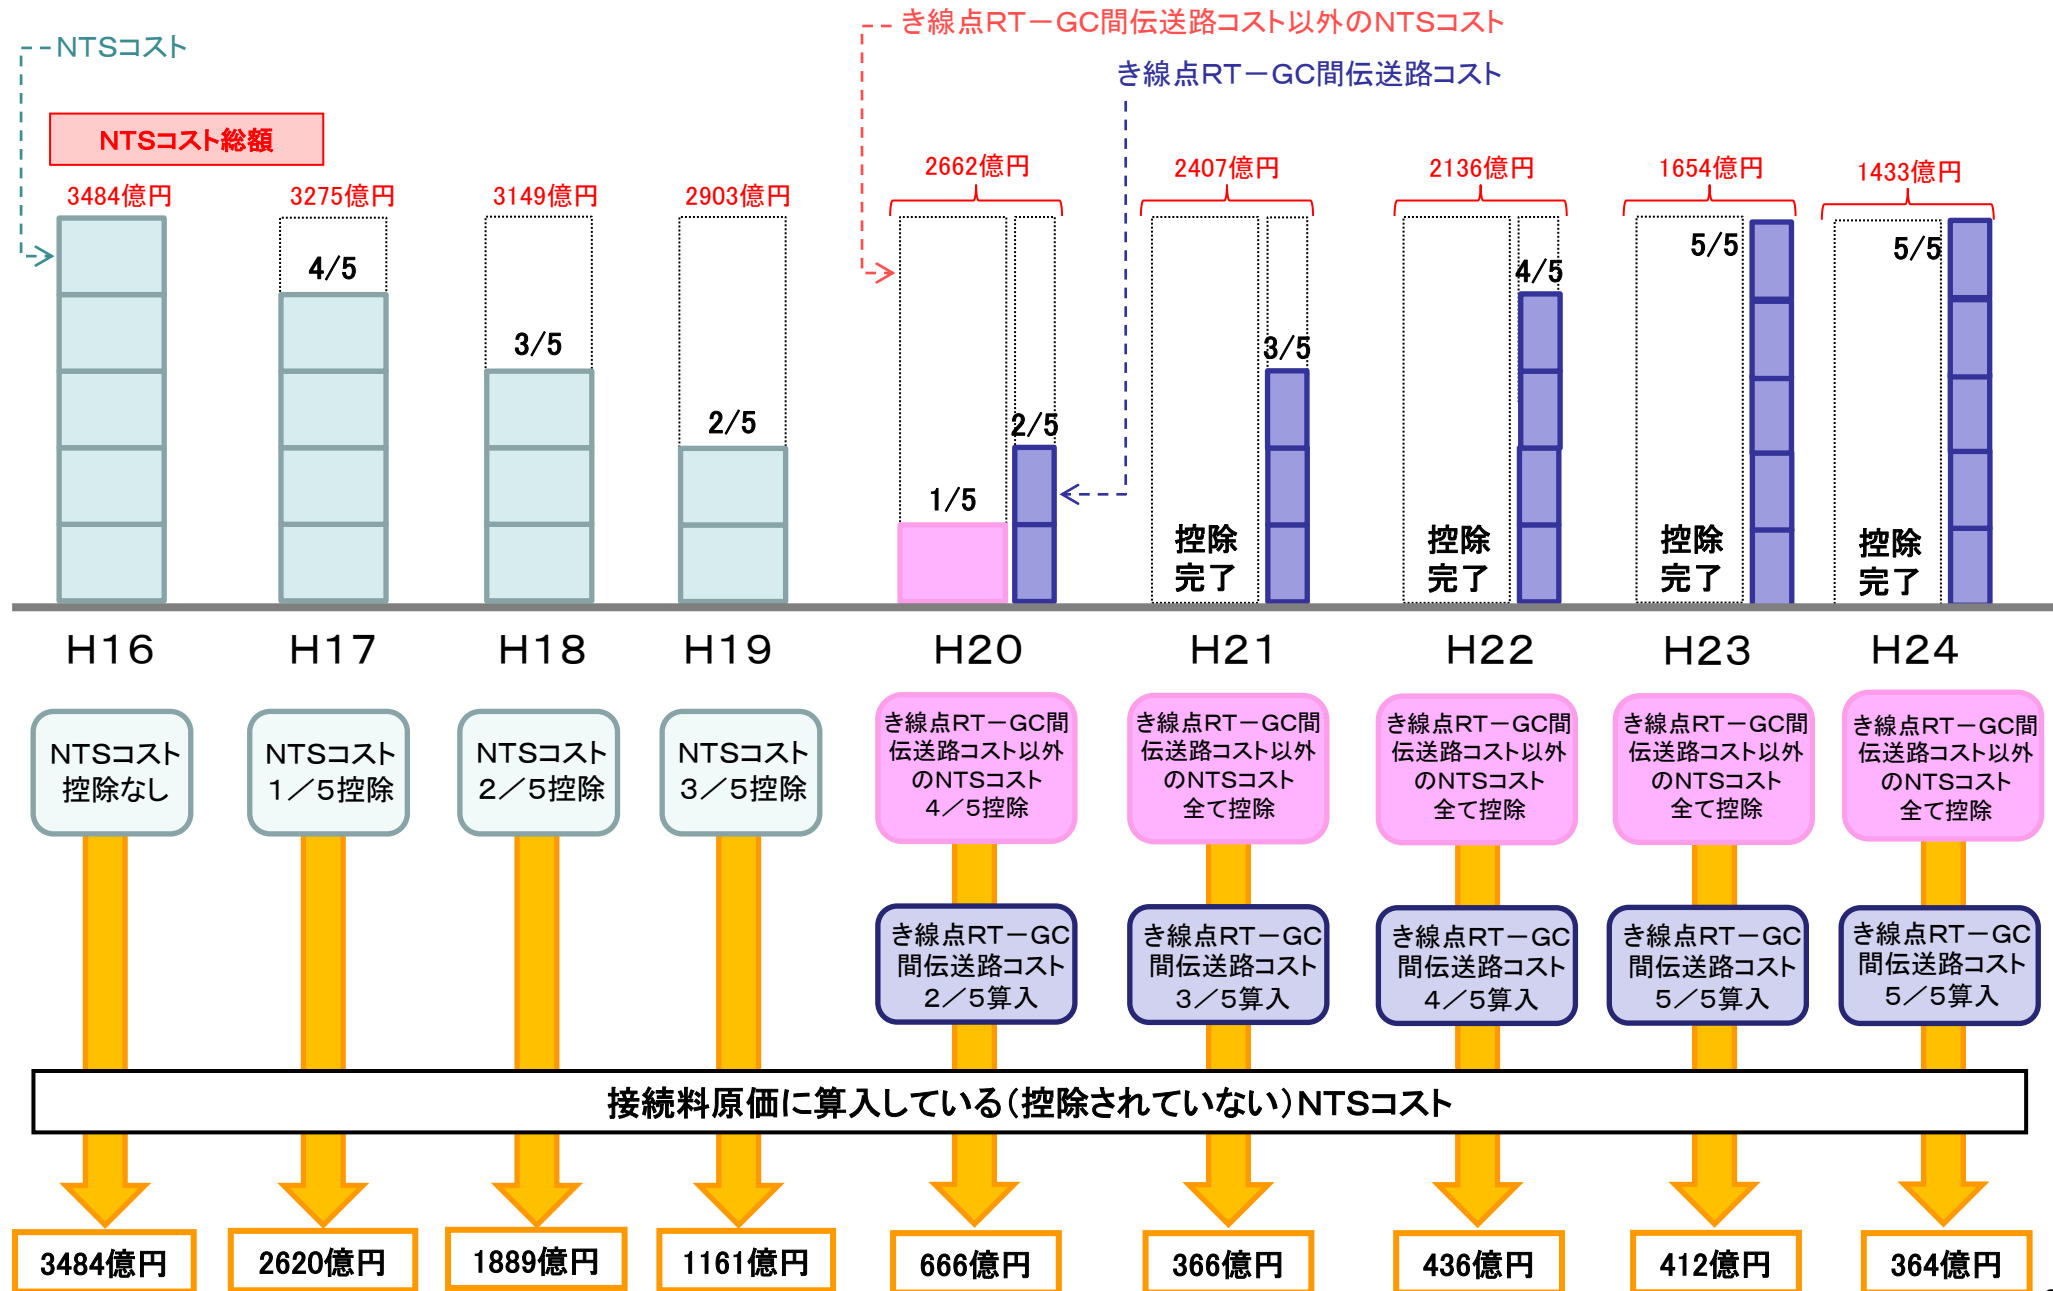 き線点RT－GC間伝送路コスト以外のNTSコスト
NTSコスト
き線点RT－GC間伝送路コスト
NTSコスト総額
3484億円
3275億円
3149億円
2903億円
2662億円
2407億円
2136億円
1654億円
1433億円
4/5
3/5
2/5
1/5
2/5
3/5
4/5
5/5
5/5
控除
完了
控除
完了
控除
完了
控除
完了
H16
H17
H18
H19
H20
H21
H22
H23
H24
NTSコスト
控除なし
NTSコスト
1／5控除
NTSコスト
2／5控除
NTSコスト
3／5控除
き線点RT－GC間
伝送路コスト以外
のNTSコスト
4／5控除
き線点RT－GC間
伝送路コスト以外
のNTSコスト
全て控除
き線点RT－GC間
伝送路コスト以外
のNTSコスト
全て控除
き線点RT－GC間
伝送路コスト以外
のNTSコスト
全て控除
き線点RT－GC間
伝送路コスト以外
のNTSコスト
全て控除
き線点RT－GC
間伝送路コスト
2／5算入
き線点RT－GC
間伝送路コスト
3／5算入
き線点RT－GC
間伝送路コスト
4／5算入
き線点RT－GC
間伝送路コスト
5／5算入
き線点RT－GC
間伝送路コスト
5／5算入
接続料原価に算入している（控除されていない）NTSコスト
3484億円
2620億円
1889億円
1161億円
666億円
366億円
436億円
412億円
364億円